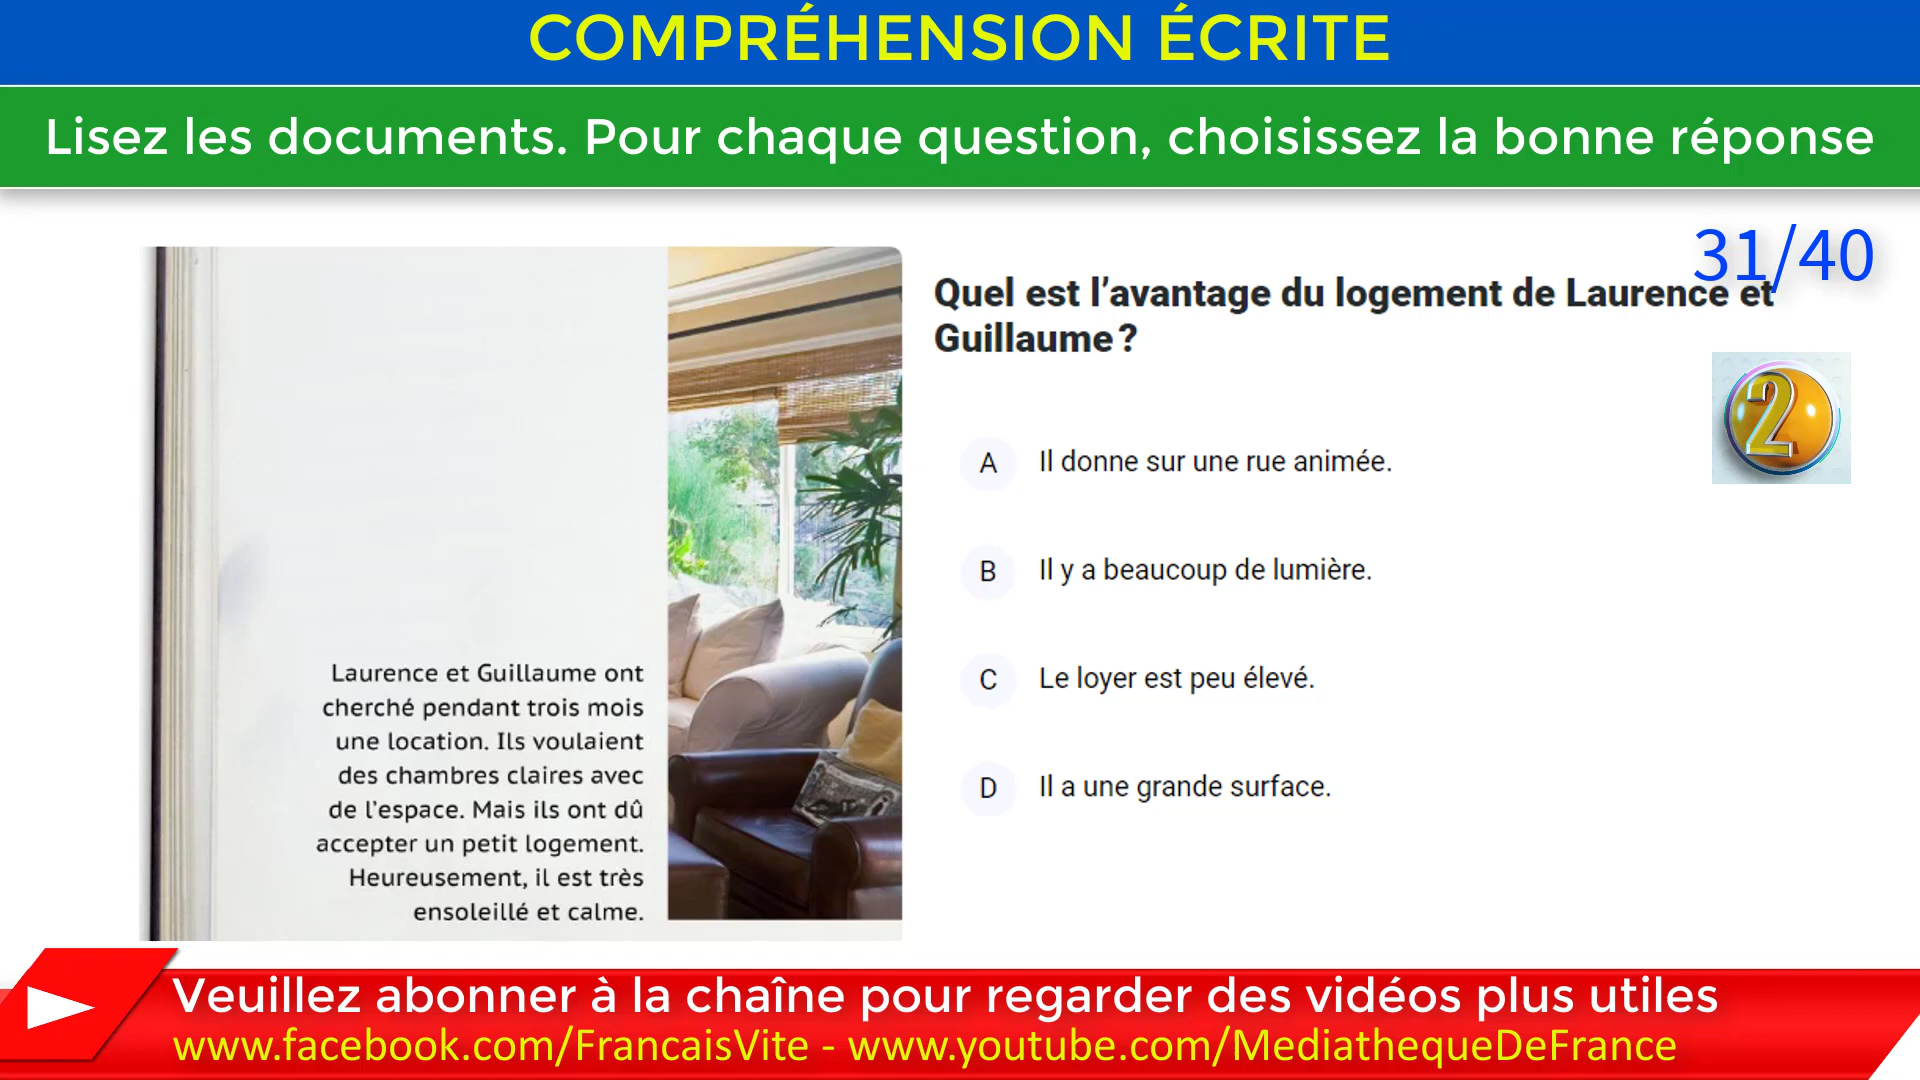 COMPRÉHENSION ÉCRITE
Lisez les documents. Pour chaque question, choisissez la bonne réponse
31/40
Quel est l’avantage du logement de Laurence et
Guillaume ?
2
A Il donne sur une rue animée.
B Il y a beaucoup de lumière.
C Le loyer est peu élevé.
D Il a une grande surface.
Laurence et Guillaume ont
cherché pendant trois mois
une location. Ils voulaient
des chambres claires avec
de l’espace. Mais ils ont dû
accepter un petit logement.
Heureusement, il est très
ensoleillé et calme.
Veuillez abonner à la chaîne pour regarder des vidéos plus utiles
www.facebook.com/FrancaisVite - www.youtube.com/MediathequeDeFrance